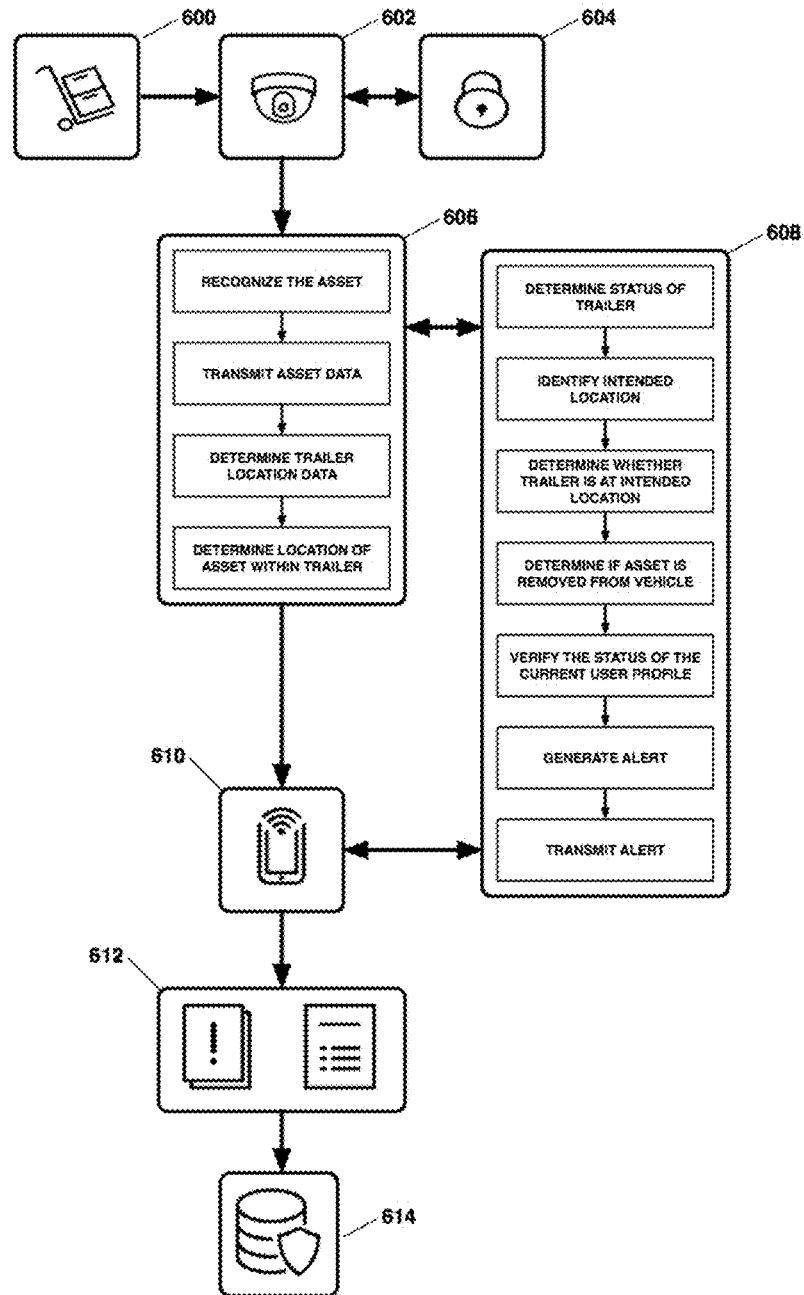 600
602
604
606
608
RECOGNIZE THE ASSET
TRANSMIT ASSET DATA
DETERMINE TRAILER
LOCATION DATA
DETERMINE LOCATION OF
ASSET WITHIN TRAILER
DETERMINE STATUS OF
TRAILER
IDENTIFY INTENDED
LOCATION
DETERMINE WHETHER
TRAILER IS AT INTENDED
LOCATION
DETERMINE IF ASSET IS
REMOVED FROM VEHICLE
VERIFY THE STATUS OF THE
CURRENT USER PROFILE
GENERATE ALERT
TRANSMIT ALERT
610
612
614